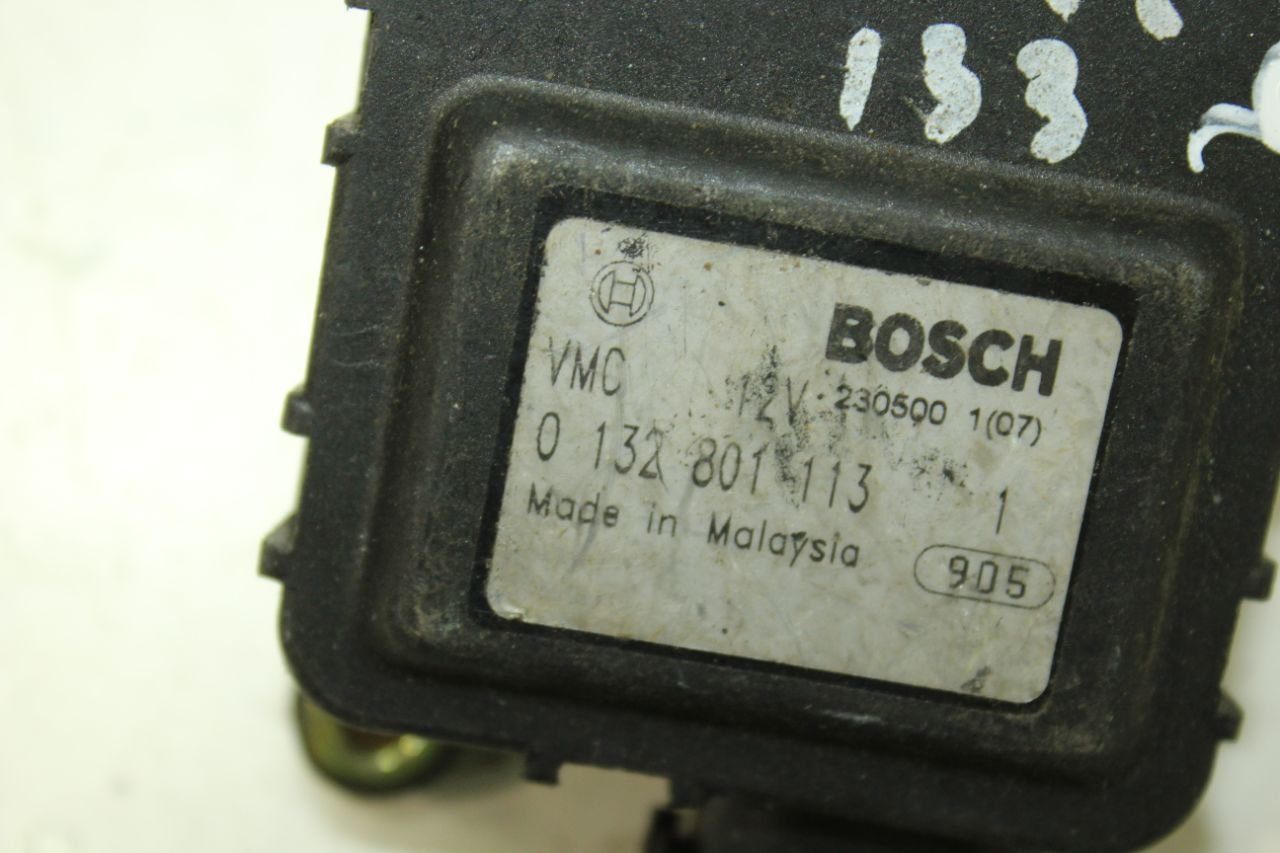 133
BOSCH
VMC 12V 230500 1(07)
0 132 801 113 1
Made in Malaysia
905